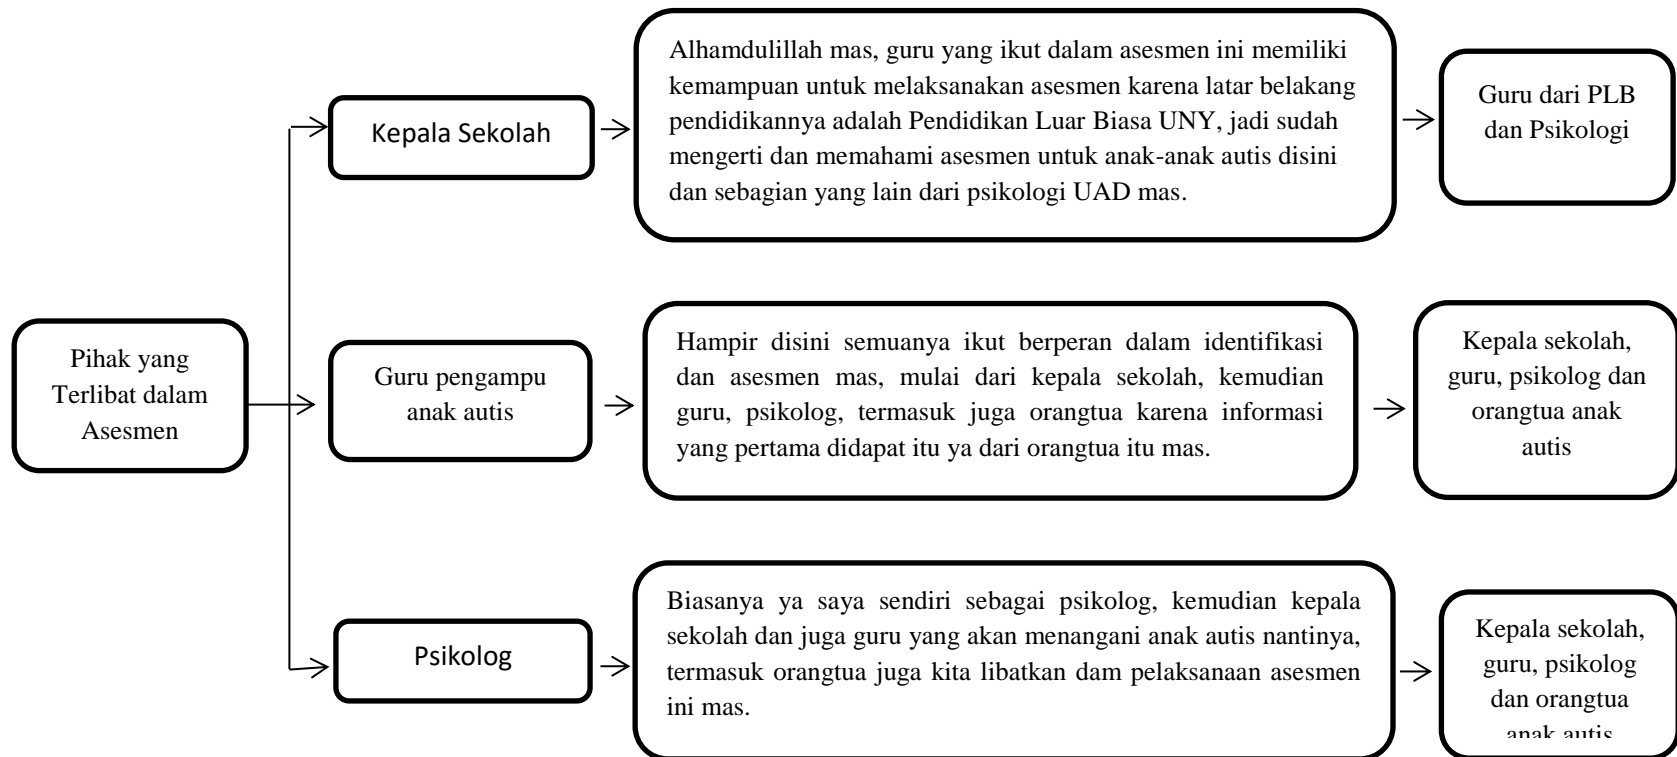 Pihak yang
Terlibat dalam
Asesmen
Kepala Sekolah
Alhamdulillah mas, guru yang ikut dalam asesmen ini memiliki
kemampuan untuk melaksanakan asesmen karena latar belakang
pendidikannya adalah Pendidikan Luar Biasa UNY, jadi sudah
mengerti dan memahami asesmen untuk anak-anak autis disini
dan sebagian yang lain dari psikologi UAD mas.
Guru dari PLB
dan Psikologi
Guru pengampu
anak autis
Hampir disini semuanya ikut berperan dalam identifikasi
dan asesmen mas, mulai dari kepala sekolah, kemudian
guru, psikolog, termasuk juga orangtua karena informasi
yang pertama didapat itu ya dari orangtua itu mas.
Kepala sekolah,
guru, psikolog dan
orangtua anak
autis
Psikolog
Biasanya ya saya sendiri sebagai psikolog, kemudian kepala
sekolah dan juga guru yang akan menangani anak autis nantinya,
termasuk orangtua juga kita libatkan dam pelaksanaan asesmen
ini mas.
Kepala sekolah,
guru, psikolog
dan orangtua
anak autis